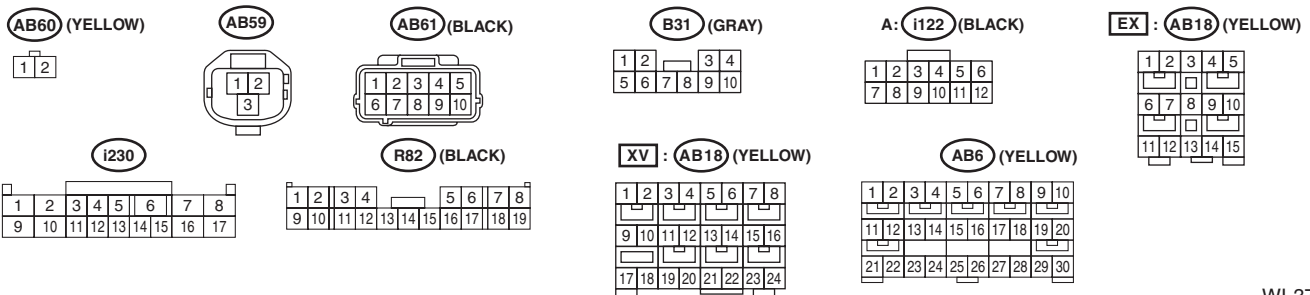 AB60 (YELLOW)
1 2
AB59
1 2
3
AB61 (BLACK)
1 2 3 4 5
6 7 8 9 10
B31 (GRAY)
1 2 3 4
5 6 7 8 9 10
A: i122 (BLACK)
1 2 3 4 5 6
7 8 9 10 11 12
EX : AB18 (YELLOW)
1 2 3 4 5
6 7 8 9 10
11 12 13 14 15
i230
1 2 3 4 5 6 7 8
9 10 11 12 13 14 15 16 17
R82 (BLACK)
1 2 3 4 5 6 7 8
9 10 11 12 13 14 15 16 17 18 19
XV : AB18 (YELLOW)
1 2 3 4 5 6 7 8
9 10 11 12 13 14 15 16
17 18 19 20 21 22 23 24
AB6 (YELLOW)
1 2 3 4 5 6 7 8 9 10
11 12 13 14 15 16 17 18 19 20
21 22 23 24 25 26 27 28 29 30